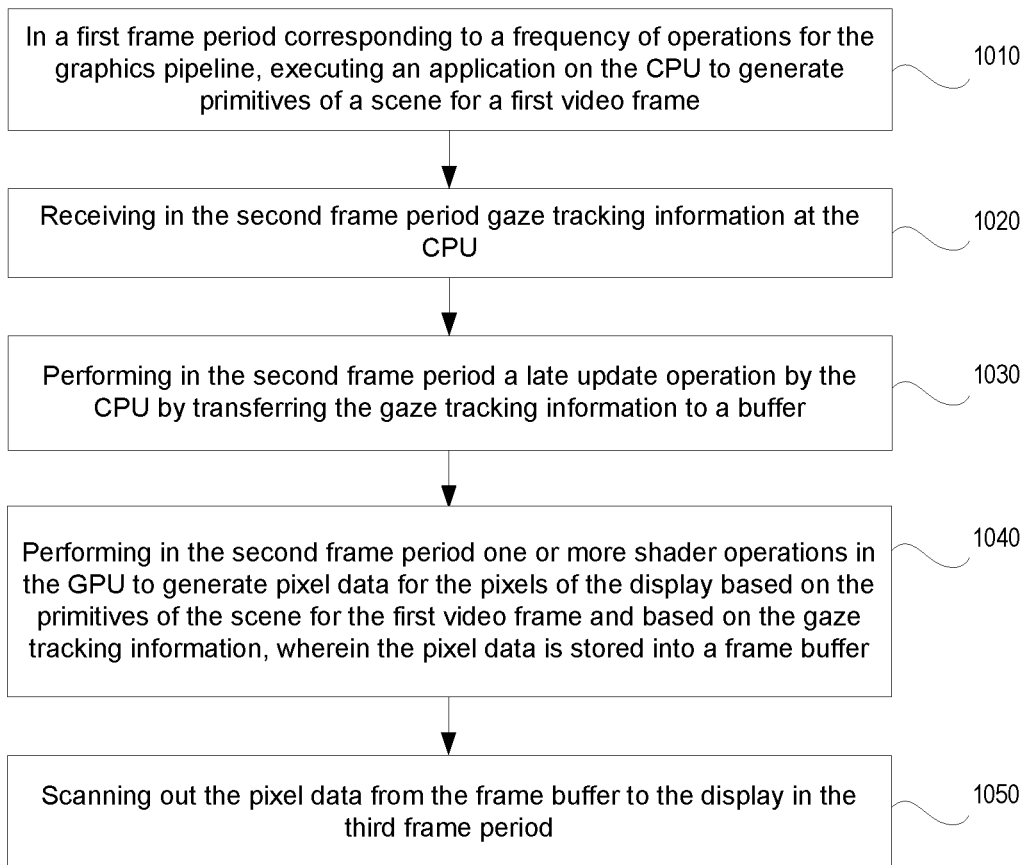 In a first frame period corresponding to a frequency of operations for the
graphics pipeline, executing an application on the CPU to generate
primitives of a scene for a first video frame
1010
Receiving in the second frame period gaze tracking information at the
CPU
1020
Performing in the second frame period a late update operation by the
CPU by transferring the gaze tracking information to a buffer
1030
Performing in the second frame period one or more shader operations in
the GPU to generate pixel data for the pixels of the display based on the
primitives of the scene for the first video frame and based on the gaze
tracking information, wherein the pixel data is stored into a frame buffer
1040
Scanning out the pixel data from the frame buffer to the display in the
third frame period
1050